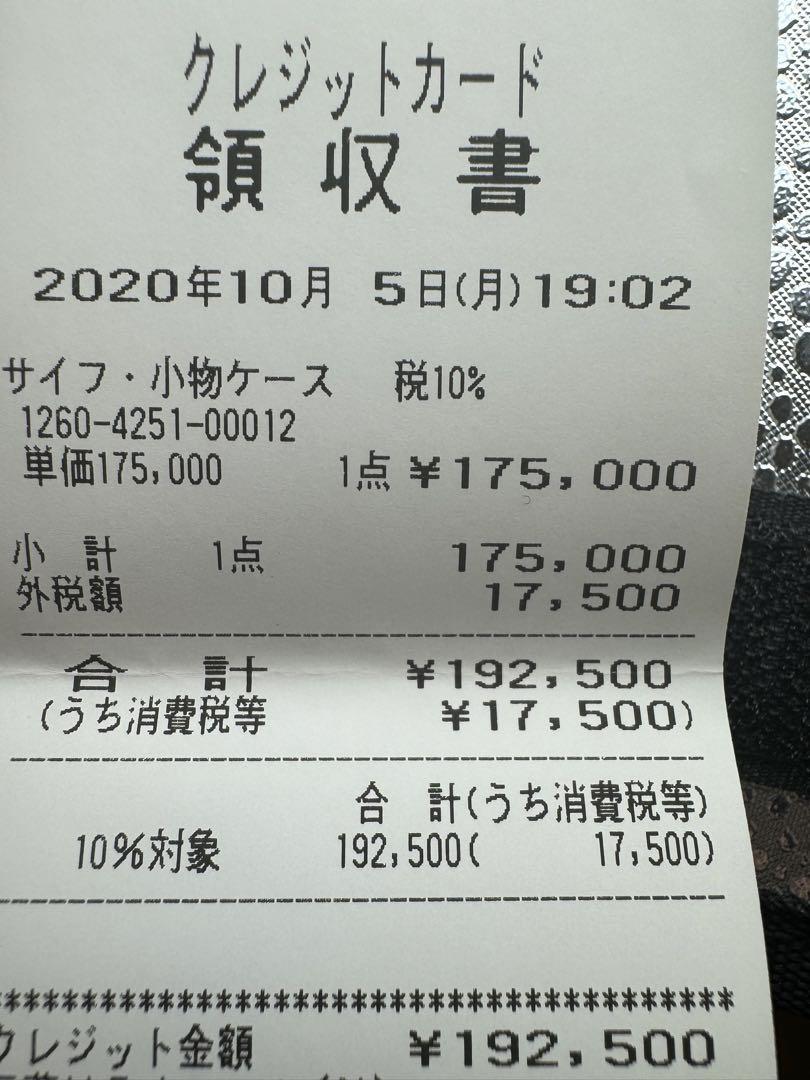 クレジットカード
領収書
2020年10月 5日(月)19:02
サイフ・小物ケース 税10%
1260-4251-00012
単価175,000 1点 ¥175,000
小 計 1点 175,000
外税額 17,500
合 計 ¥192,500
(うち消費税等 ¥17,500)
合 計(うち消費税等)
10%対象 192,500( 17,500)
****************************************
クレジット金額 ¥192,500